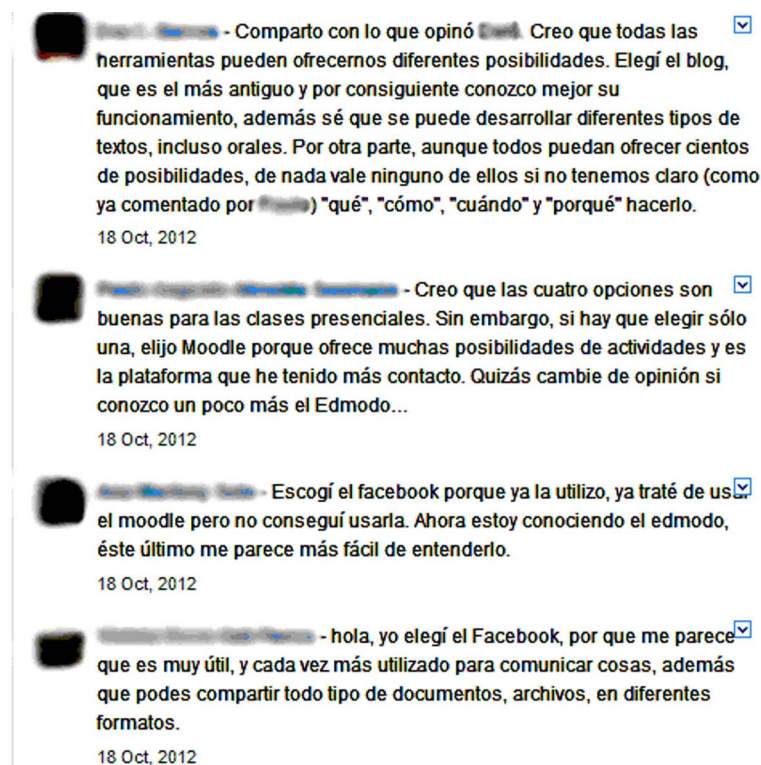 - Comparto con lo que opinó . Creo que todas las
herramientas pueden ofrecernos diferentes posibilidades. Elegí el blog,
que es el más antiguo y por consiguiente conozco mejor su
funcionamiento, además sé que se puede desarrollar diferentes tipos de
textos, incluso orales. Por otra parte, aunque todos puedan ofrecer cientos
de posibilidades, de nada vale ninguno de ellos si no tenemos claro (como
ya comentado por ) "qué", "cómo", "cuándo" y "porqué" hacerlo.
18 Oct, 2012
- Creo que las cuatro opciones son
buenas para las clases presenciales. Sin embargo, si hay que elegir sólo
una, elijo Moodle porque ofrece muchas posibilidades de actividades y es
la plataforma que he tenido más contacto. Quizás cambie de opinión si
conozco un poco más el Edmodo...
18 Oct, 2012
- Escogí el facebook porque ya la utilizo, ya traté de usar
el moodle pero no conseguí usarla. Ahora estoy conociendo el edmodo,
éste último me parece más fácil de entenderlo.
18 Oct, 2012
- hola, yo elegí el Facebook, por que me parece
que es muy útil, y cada vez más utilizado para comunicar cosas, además
que podes compartir todo tipo de documentos, archivos, en diferentes
formatos.
18 Oct, 2012